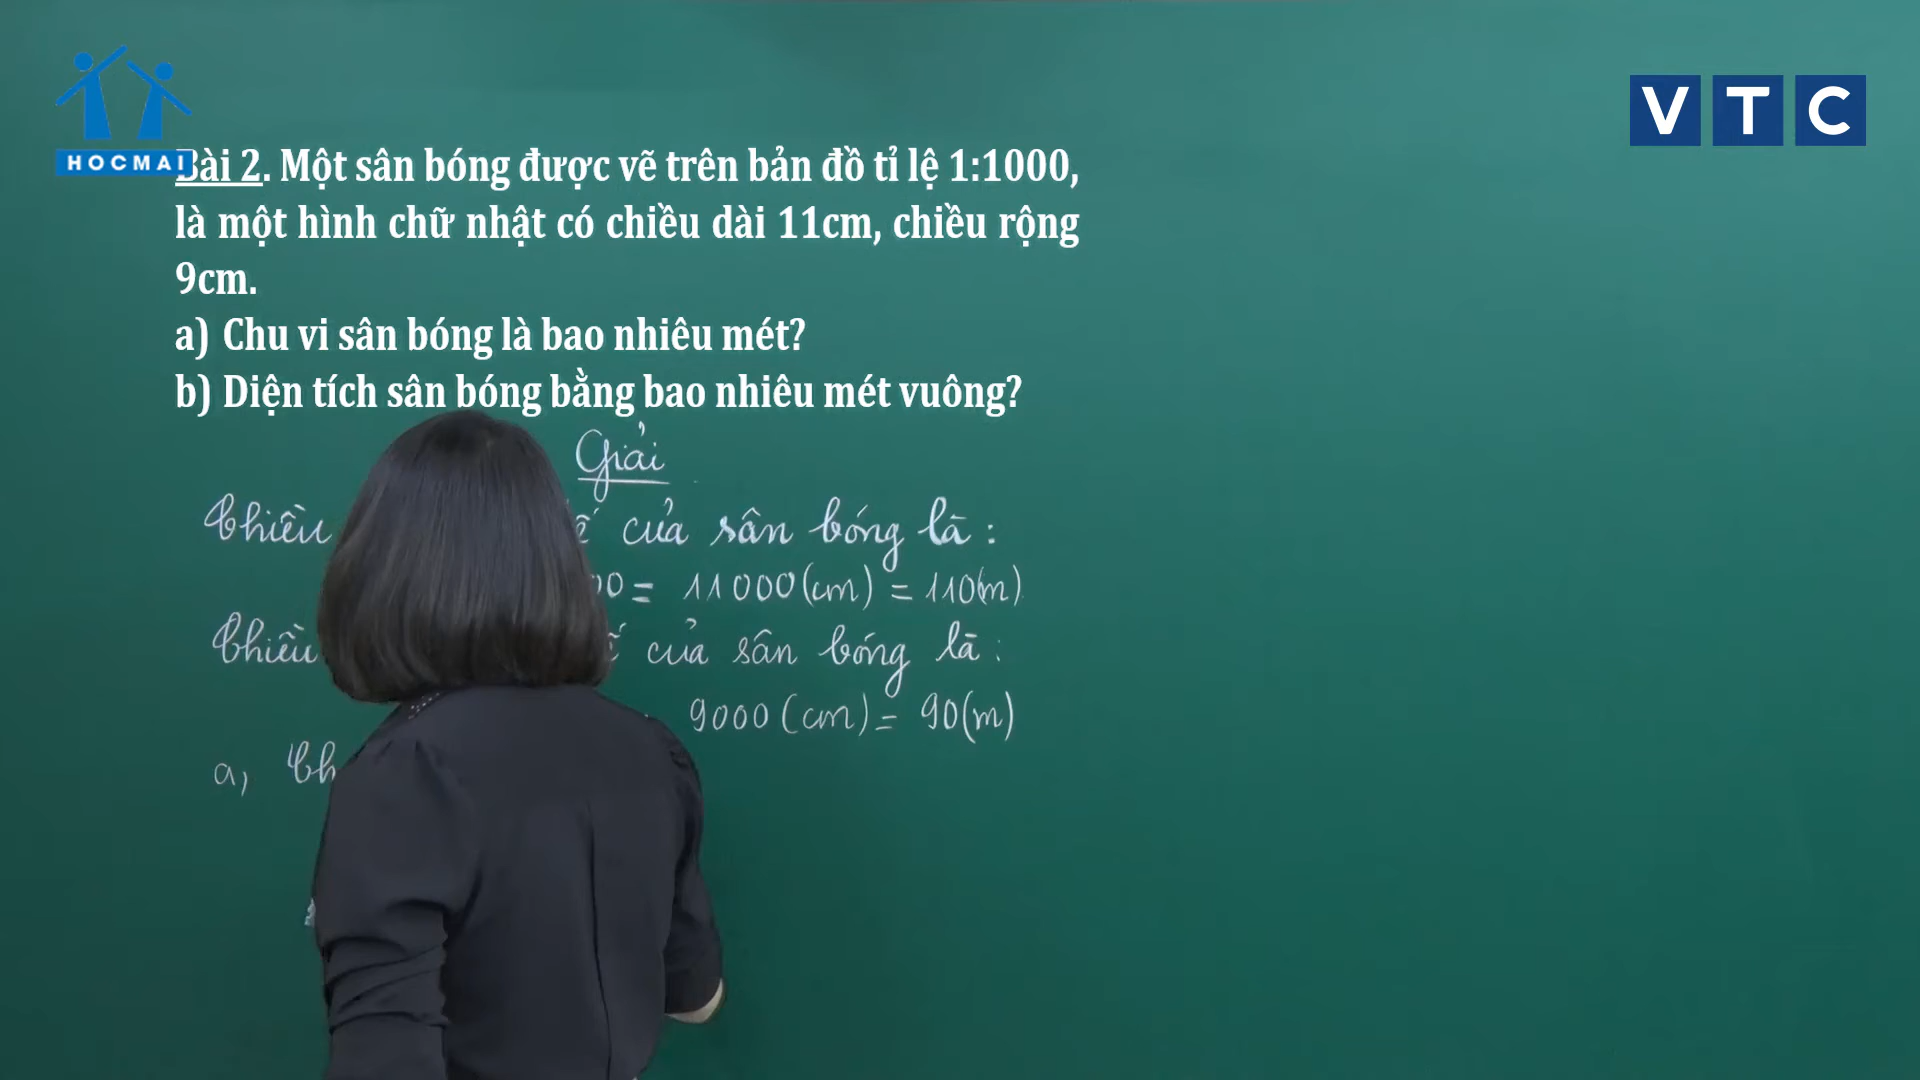 HOCMAI
VTC
Bài 2. Một sân bóng được vẽ trên bản đồ tỉ lệ 1:1000,
là một hình chữ nhật có chiều dài 11cm, chiều rộng
9cm.
a) Chu vi sân bóng là bao nhiêu mét?
b) Diện tích sân bóng bằng bao nhiêu mét vuông?
Giải
Chiều của sân bóng là:
= 11000(cm) = 110(m)
Chiều của sân bóng là:
9000(cm) = 90(m)
a,